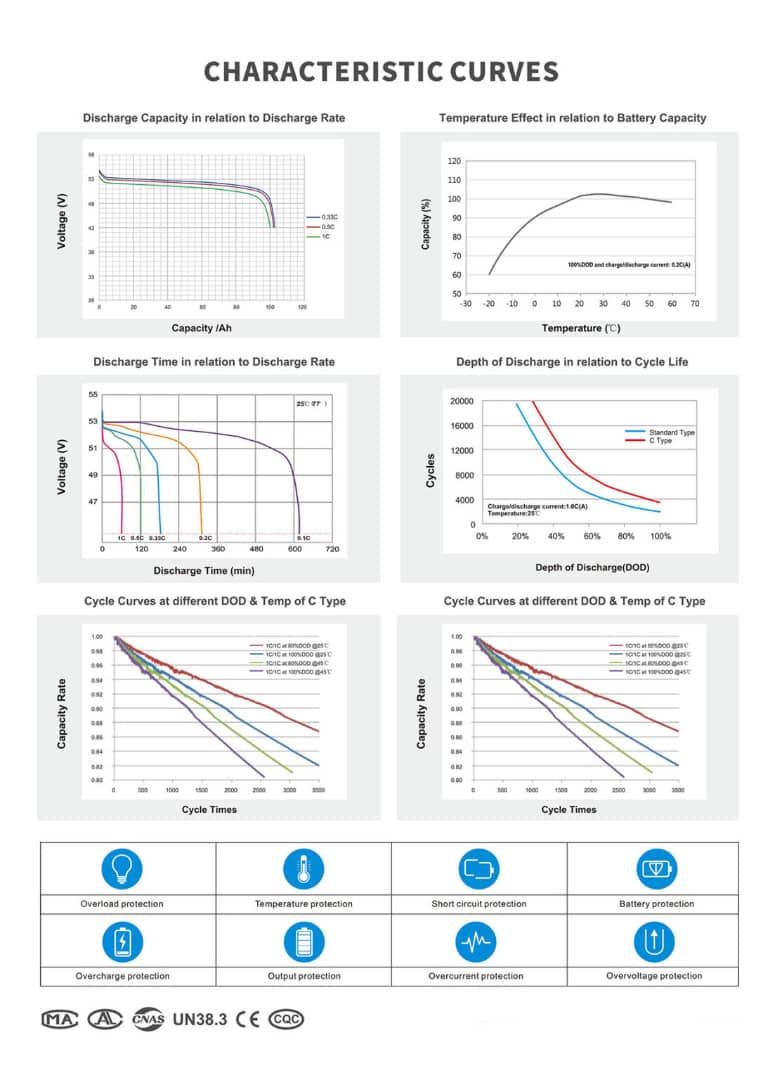 CHARACTERISTIC CURVES
Discharge Capacity in relation to Discharge Rate
Voltage (V)
58
53
48
43
38
33
28
0 20 40 60 80 100 120
0.33C
0.5C
1C
Capacity /Ah
Temperature Effect in relation to Battery Capacity
Capacity (%)
120
110
100
90
80
70
60
50
100%DOD and charge/discharge current: 0.2C(A)
-30 -20 -10 0 10 20 30 40 50 60 70
Temperature (℃)
Discharge Time in relation to Discharge Rate
Voltage (V)
55
53
51
49
47
25℃(77℉)
1C 0.5C 0.33C 0.2C 0.1C
0 120 240 360 480 600 720
Discharge Time (min)
Depth of Discharge in relation to Cycle Life
Cycles
20000
16000
12000
8000
4000
0
Standard Type
C Type
Charge/discharge current:1.0C(A)
Temperature:25℃
0% 20% 40% 60% 80% 100%
Depth of Discharge(DOD)
Cycle Curves at different DOD & Temp of C Type
Capacity Rate
1.00
0.98
0.96
0.94
0.92
0.90
0.88
0.86
0.84
0.82
0.80
1C/1C at 80%DOD @25℃
1C/1C at 100%DOD @25℃
1C/1C at 80%DOD @45℃
1C/1C at 100%DOD @45℃
0 500 1000 1500 2000 2500 3000 3500
Cycle Times
Cycle Curves at different DOD & Temp of C Type
Capacity Rate
1.00
0.98
0.96
0.94
0.92
0.90
0.88
0.86
0.84
0.82
0.80
1C/1C at 80%DOD @25℃
1C/1C at 100%DOD @25℃
1C/1C at 80%DOD @45℃
1C/1C at 100%DOD @45℃
0 500 1000 1500 2000 2500 3000 3500
Cycle Times
Overload protection
Temperature protection
Short circuit protection
Battery protection
Overcharge protection
Output protection
Overcurrent protection
Overvoltage protection
MA AL CNAS UN38.3 CE CQC